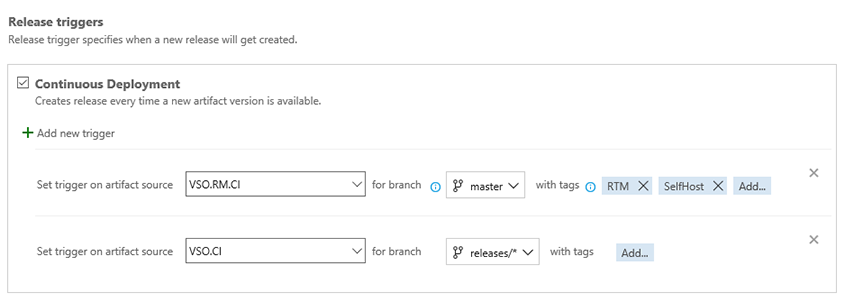 Release triggers
Release trigger specifies when a new release will get created.
Continuous Deployment
Creates release every time a new artifact version is available.
Add new trigger
Set trigger on artifact source VSO.RM.CI for branch master with tags RTM SelfHost Add...
Set trigger on artifact source VSO.CI for branch releases/* with tags Add...